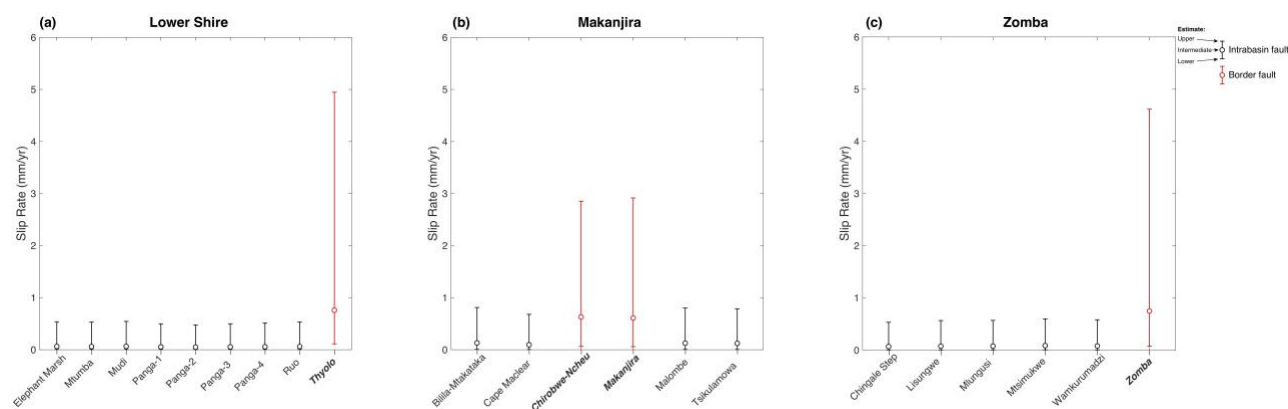 (a) Lower Shire
Slip Rate (mm/yr)
6
5
4
3
2
1
0
Elephant Marsh
Mtumba
Mudi
Panga-1
Panga-2
Panga-3
Panga-4
Ruo
Thyolo
(b) Makanjira
Slip Rate (mm/yr)
6
5
4
3
2
1
0
Bilila-Mtakataka
Cape Maclear
Chirobwe-Ncheu
Makanjira
Malombe
Tsikulamowa
(c) Zomba
Slip Rate (mm/yr)
6
5
4
3
2
1
0
Chingale Step
Lisungwe
Mlungusi
Mtsimukwe
Wamkurumadzi
Zomba
Estimate:
Upper
Intermediate
Lower
Intrabasin fault
Border fault